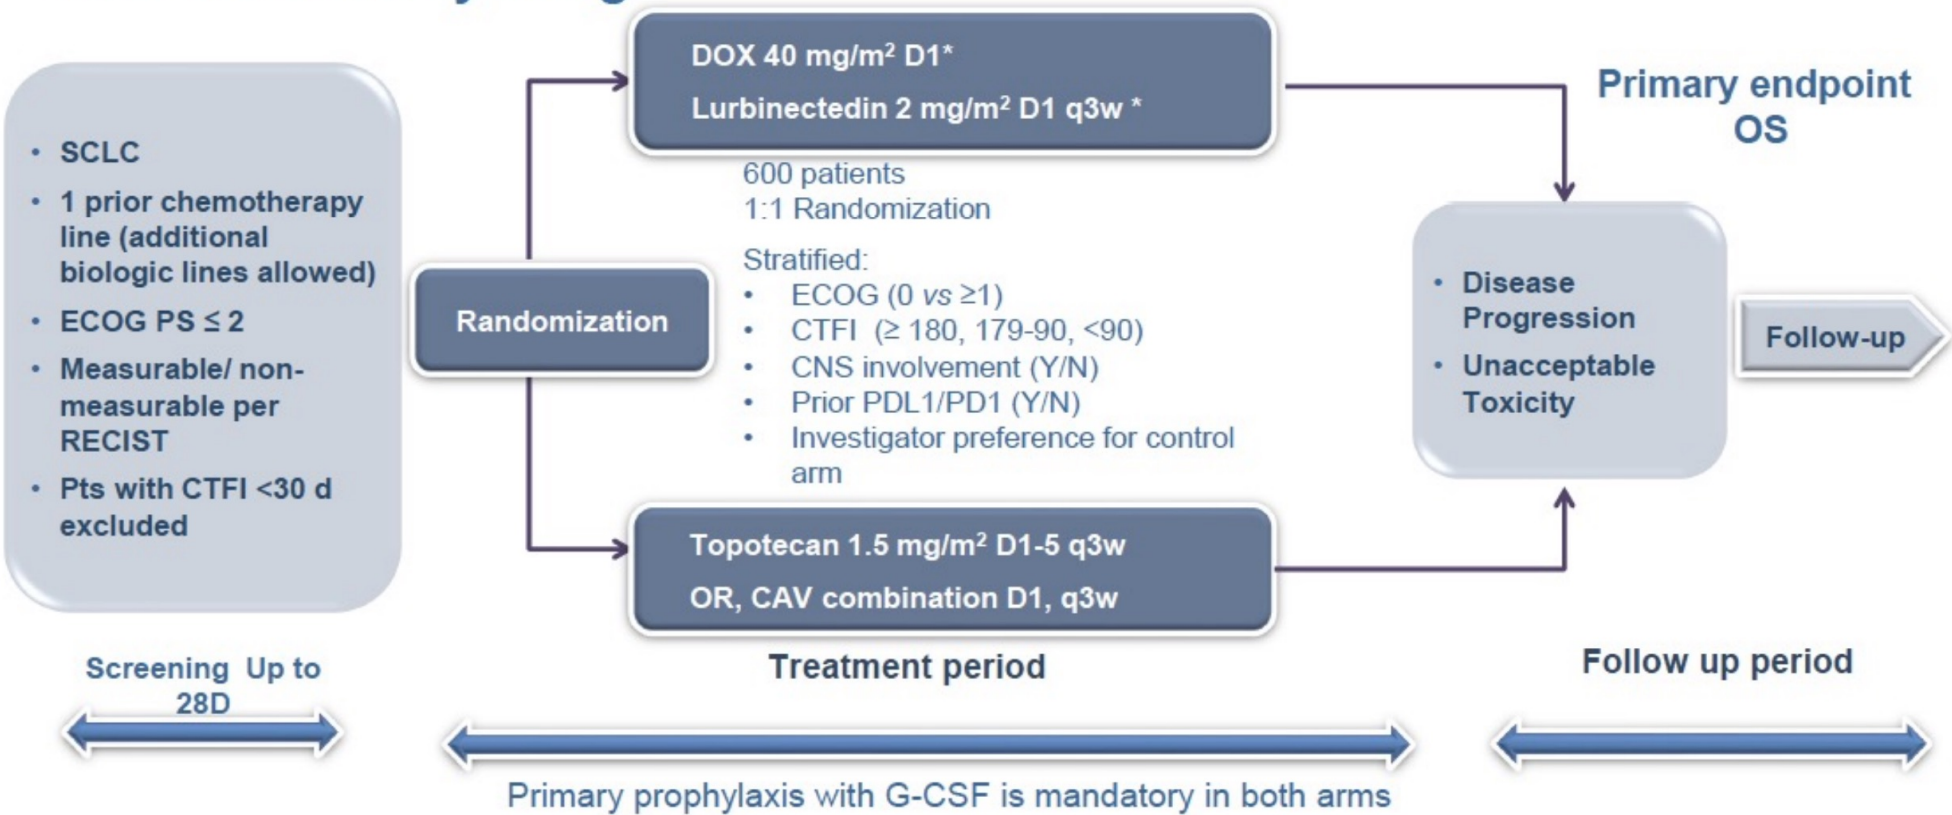 • SCLC
• 1 prior chemotherapy
line (additional
biologic lines allowed)
• ECOG PS ≤ 2
• Measurable/ non-
measurable per
RECIST
• Pts with CTFI <30 d
excluded
Screening Up to
28D
Randomization
DOX 40 mg/m² D1*
Lurbinectedin 2 mg/m² D1 q3w *
600 patients
1:1 Randomization
Stratified:
• ECOG (0 vs ≥1)
• CTFI (≥ 180, 179-90, <90)
• CNS involvement (Y/N)
• Prior PDL1/PD1 (Y/N)
• Investigator preference for control
arm
Topotecan 1.5 mg/m² D1-5 q3w
OR, CAV combination D1, q3w
Treatment period
Primary prophylaxis with G-CSF is mandatory in both arms
Primary endpoint
OS
• Disease
Progression
• Unacceptable
Toxicity
Follow-up
Follow up period